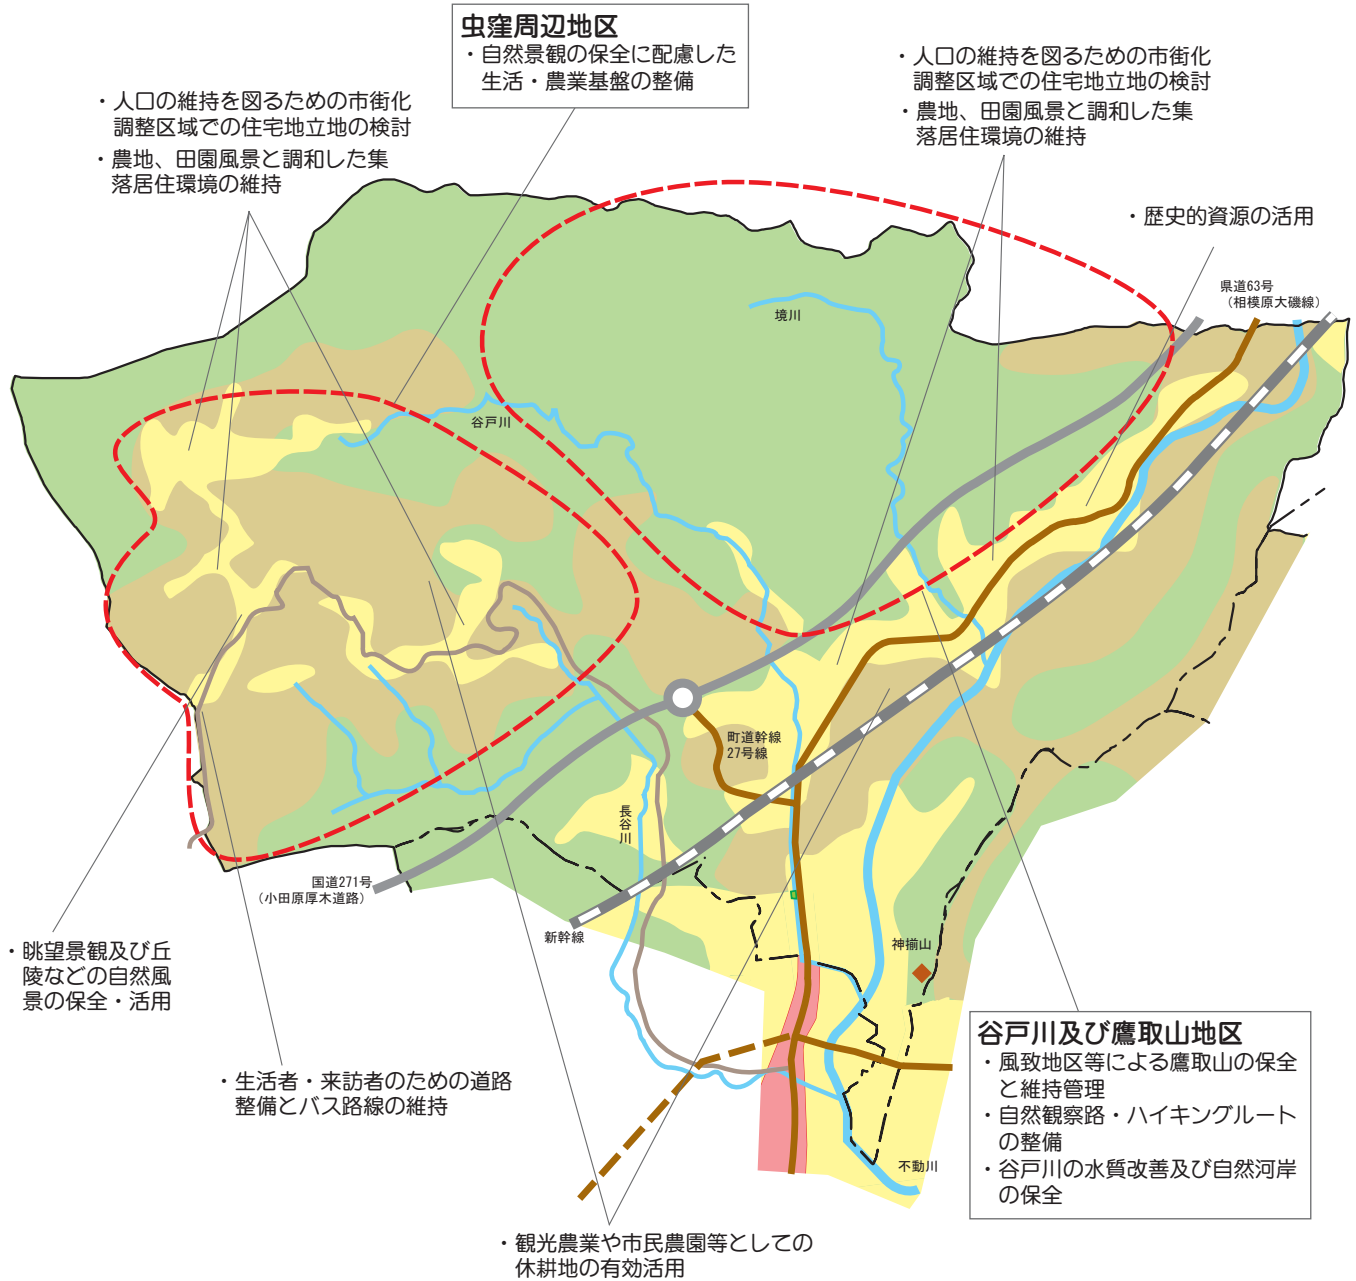 虫窪周辺地区
・自然景観の保全に配慮した
生活・農業基盤の整備
・人口の維持を図るための市街化
調整区域での住宅地立地の検討
・農地、田園風景と調和した集
落居住環境の維持
・人口の維持を図るための市街化
調整区域での住宅地立地の検討
・農地、田園風景と調和した集
落居住環境の維持
・歴史的資源の活用
県道63号
（相模原大磯線）
境川
谷戸川
町道幹線
27号線
長谷川
国道271号
（小田原厚木道路）
新幹線
神揃山
・眺望景観及び丘
陵などの自然風
景の保全・活用
谷戸川及び鷹取山地区
・風致地区等による鷹取山の保全
と維持管理
・自然観察路・ハイキングルート
の整備
・谷戸川の水質改善及び自然河岸
の保全
・生活者・来訪者のための道路
整備とバス路線の維持
不動川
・観光農業や市民農園等としての
休耕地の有効活用